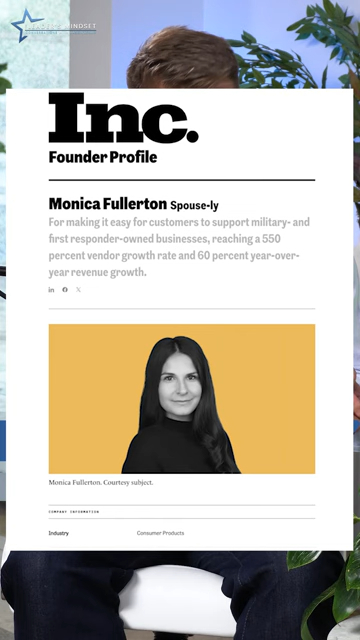 MINDSET
Inc.
Founder Profile
Monica Fullerton Spouse-ly
For making it easy for customers to support military- and
first responder-owned businesses, reaching a 550
percent vendor growth rate and 60 percent year-over-
year revenue growth.
Monica Fullerton. Courtesy subject.
COMPANY INFORMATION
Industry Consumer Products